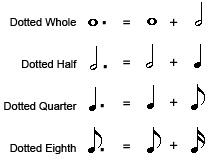 Dotted Whole = +
Dotted Half = +
Dotted Quarter = +
Dotted Eighth = +